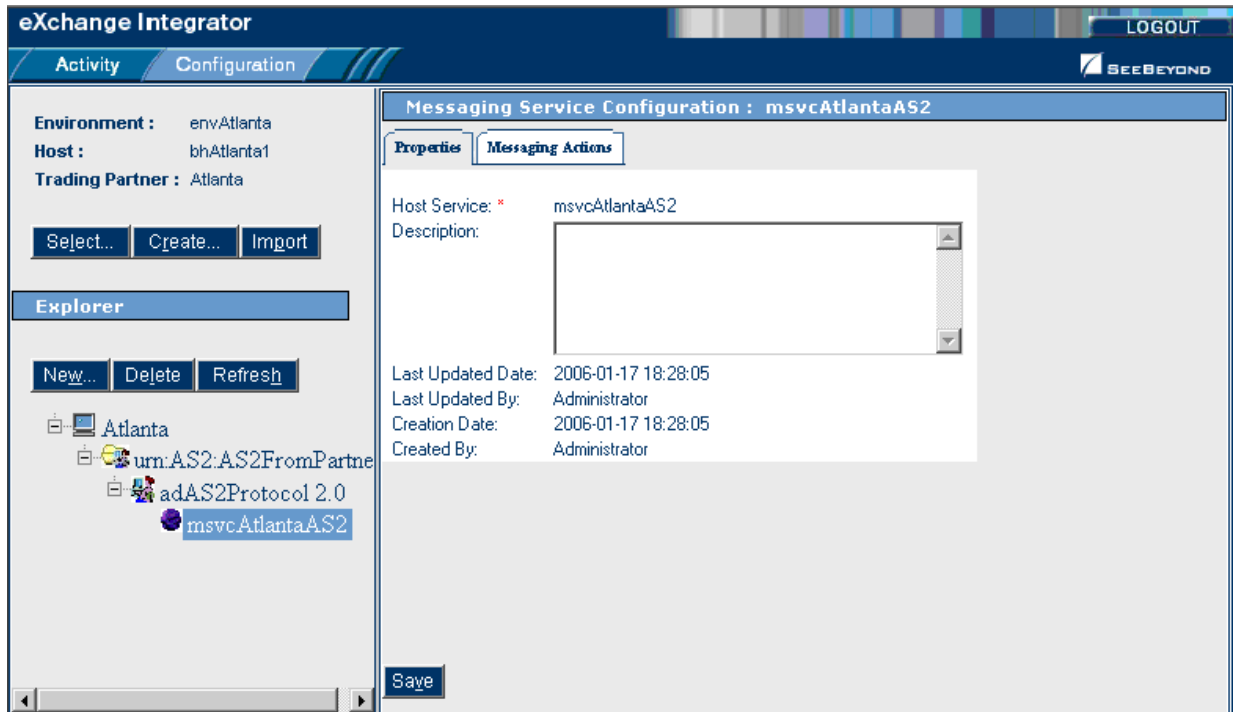 eXchange Integrator
LOGOUT
Activity
Configuration
SEEBEYOND
Environment : envAtlanta
Host : bhAtlanta1
Trading Partner : Atlanta
Select... Create... Import
Explorer
New... Delete Refresh
Atlanta
urn:AS2:AS2FromPartne
adAS2Protocol 2.0
msvcAtlantaAS2
Messaging Service Configuration : msvcAtlantaAS2
Properties Messaging Actions
Host Service: * msvcAtlantaAS2
Description:
Last Updated Date: 2006-01-17 18:28:05
Last Updated By: Administrator
Creation Date: 2006-01-17 18:28:05
Created By: Administrator
Save